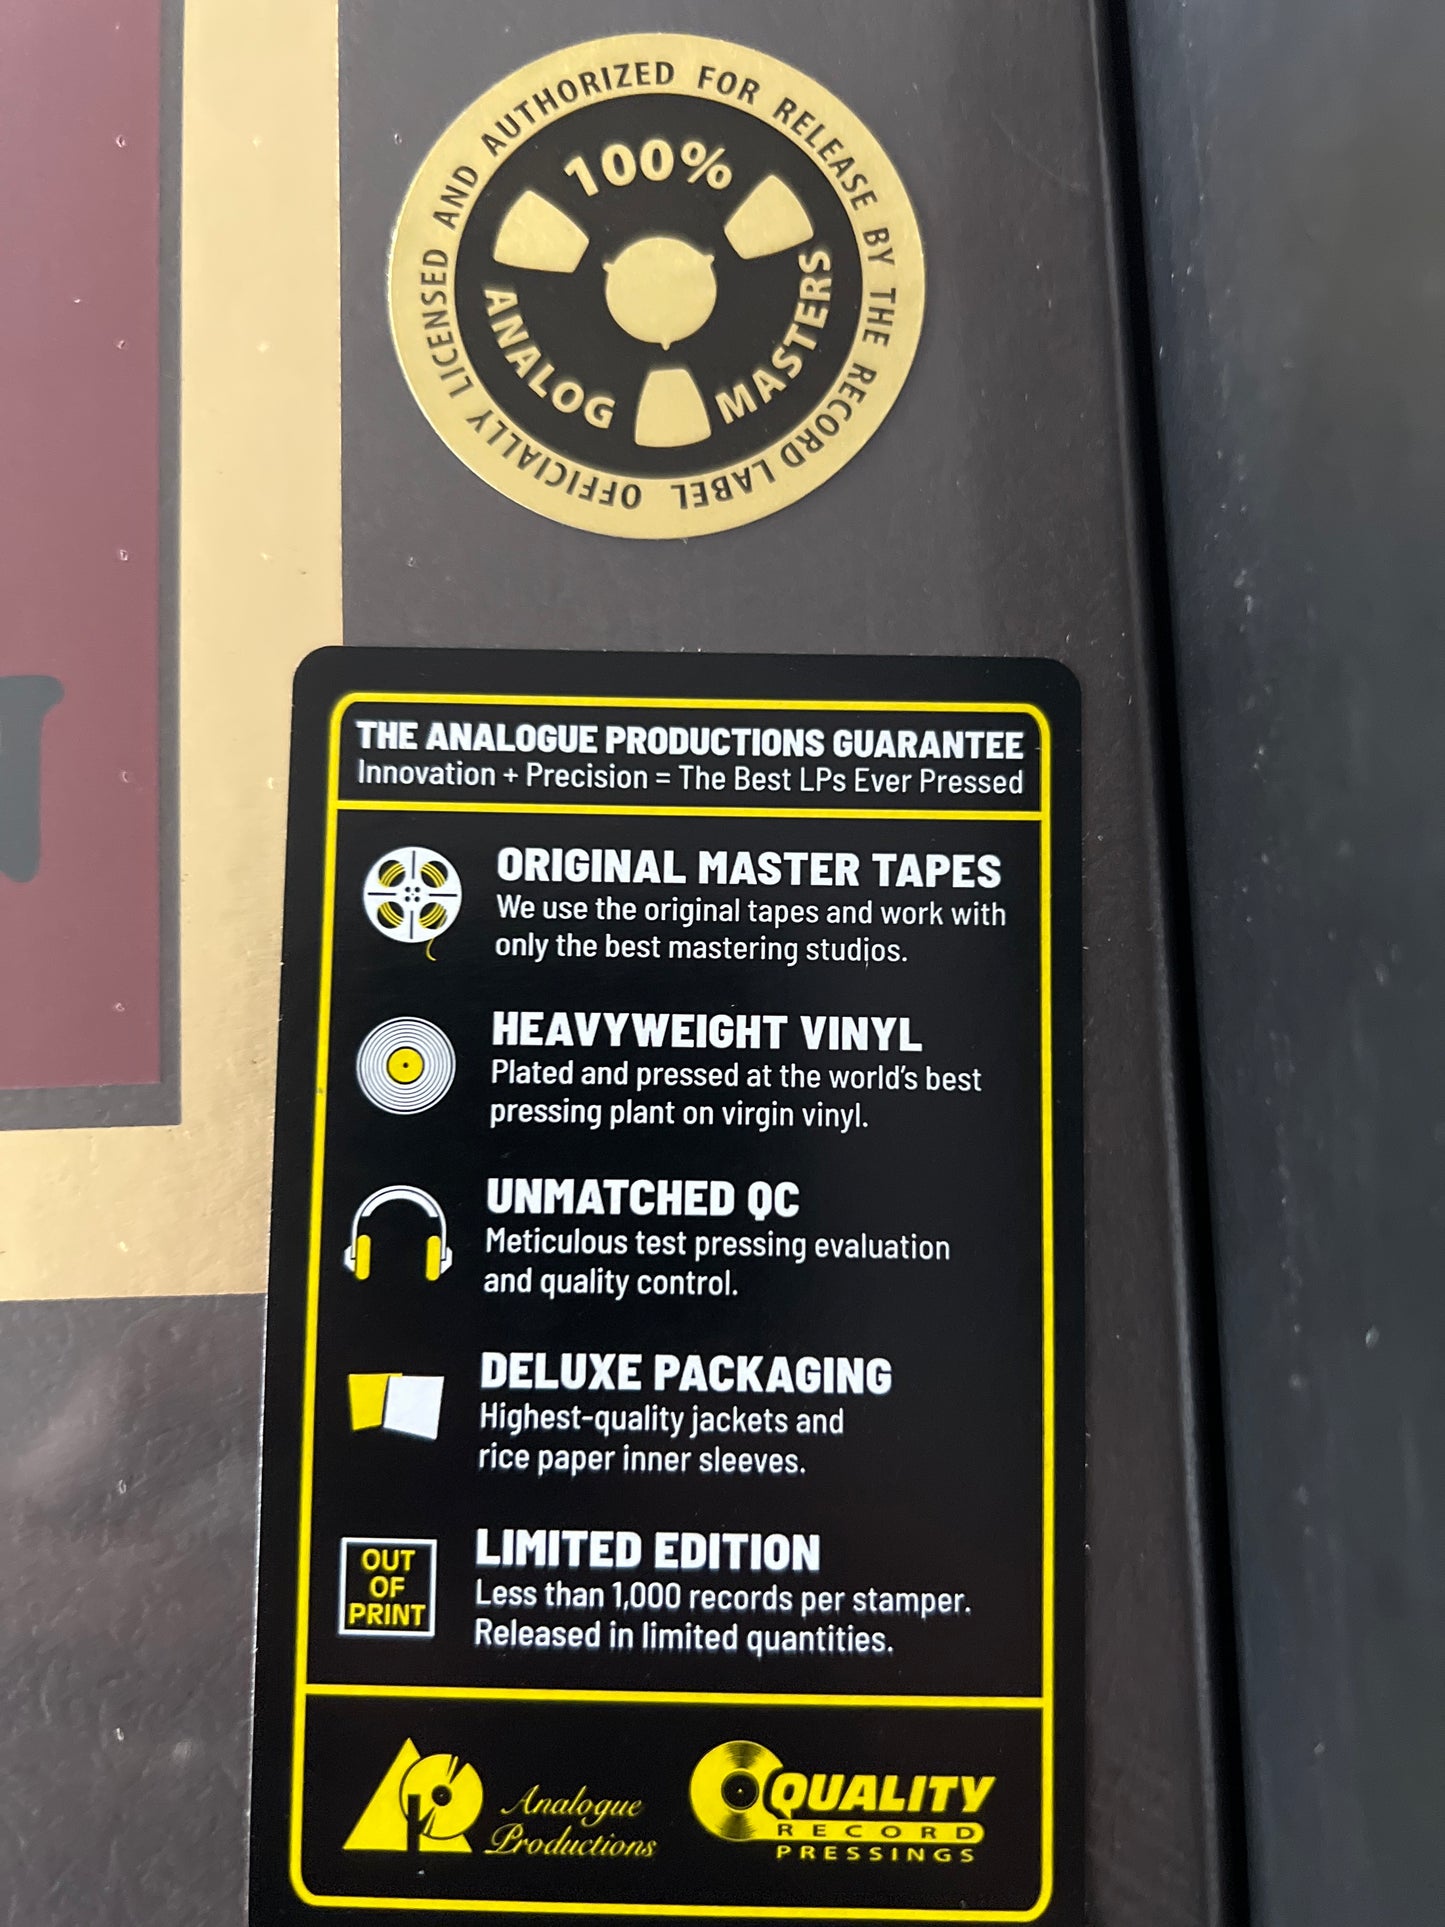 OFFICIALLY LICENSED AND AUTHORIZED FOR RELEASE BY THE RECORD LABEL
100%
ANALOG MASTERS
THE ANALOGUE PRODUCTIONS GUARANTEE
Innovation + Precision = The Best LPs Ever Pressed
ORIGINAL MASTER TAPES
We use the original tapes and work with
only the best mastering studios.
HEAVYWEIGHT VINYL
Plated and pressed at the world's best
pressing plant on virgin vinyl.
UNMATCHED QC
Meticulous test pressing evaluation
and quality control.
DELUXE PACKAGING
Highest-quality jackets and
rice paper inner sleeves.
OUT
OF
PRINT
LIMITED EDITION
Less than 1,000 records per stamper.
Released in limited quantities.
Analogue
Productions
QUALITY
RECORD
PRESSINGS